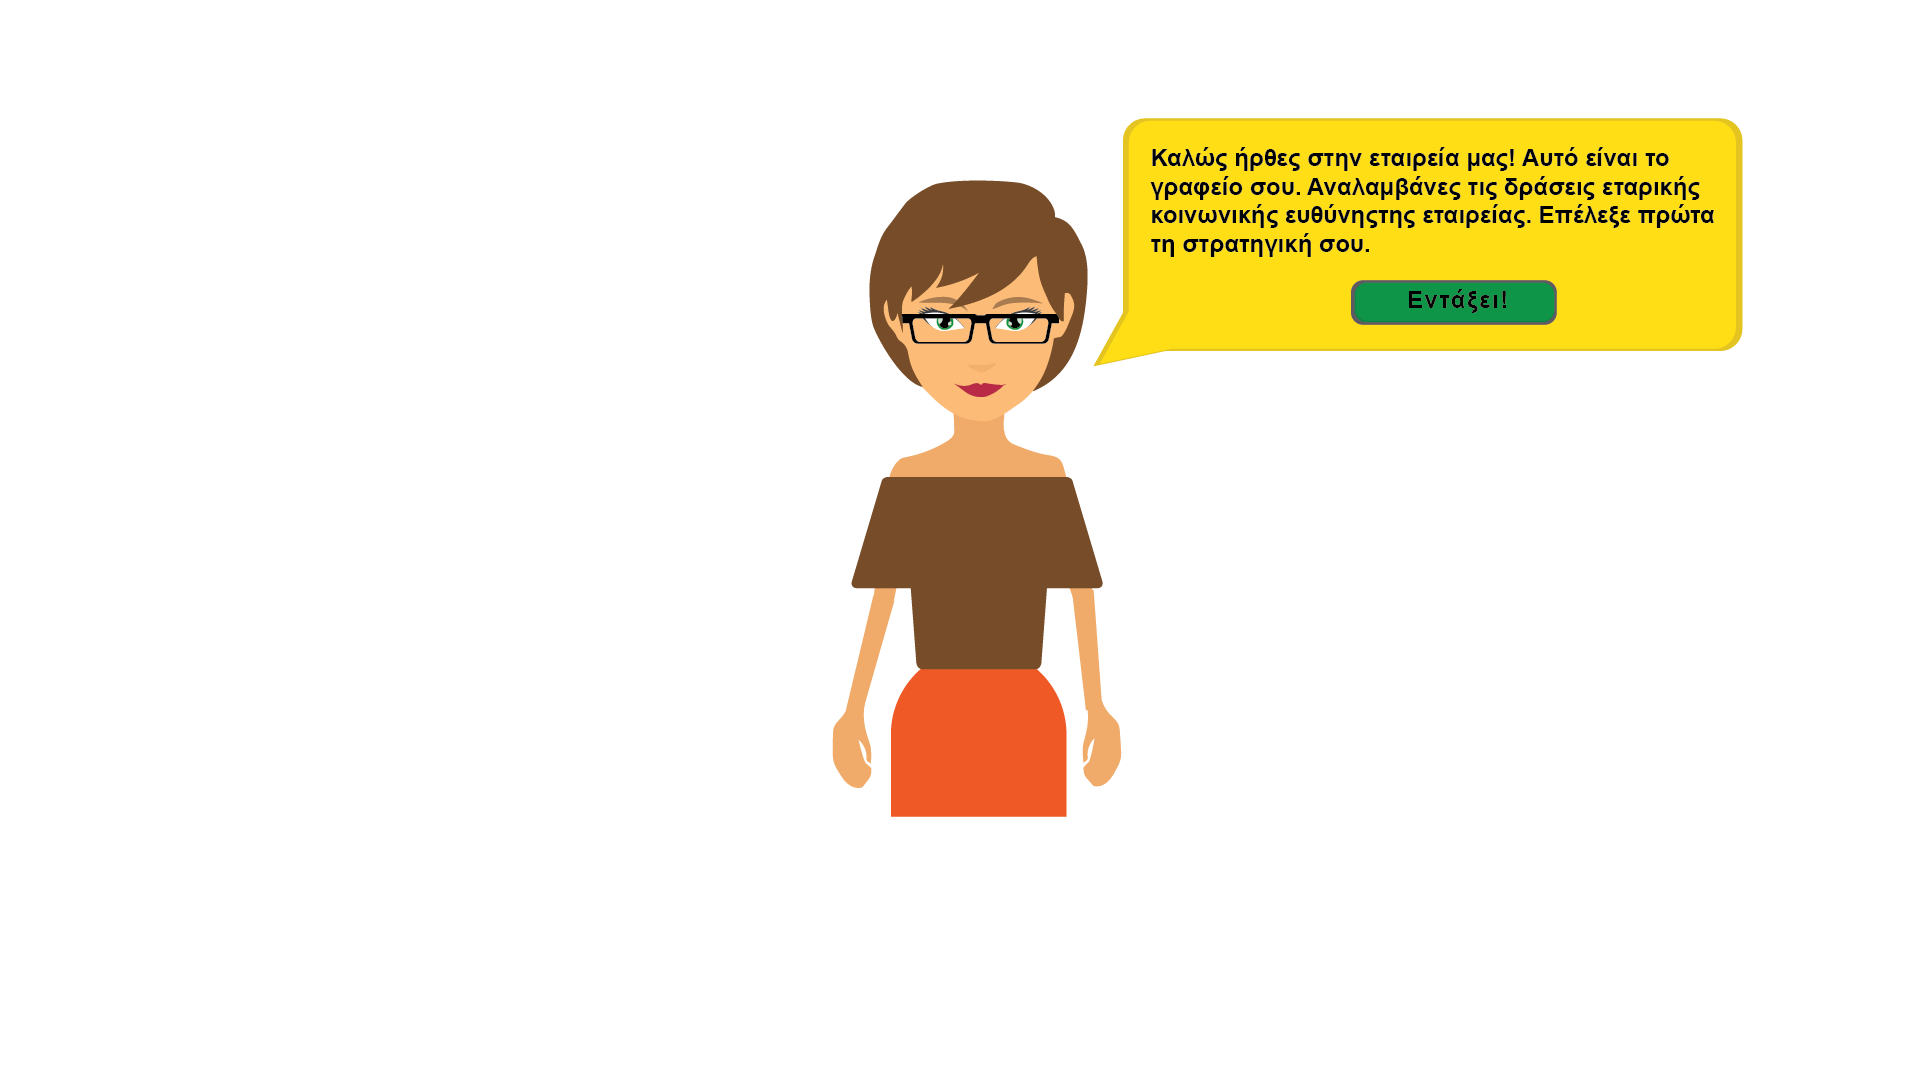 Καλώς ήρθες στην εταιρεία μας! Αυτό είναι το
γραφείο σου. Αναλαμβάνες τις δράσεις εταρικής
κοινωνικής ευθύνηςτης εταιρείας. Επέλεξε πρώτα
τη στρατηγική σου.
Εντάξει!